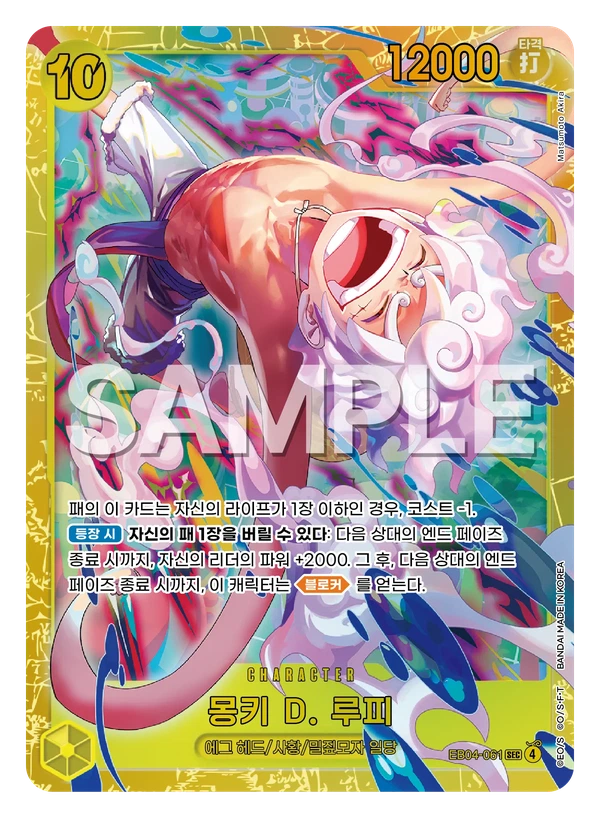 10
12000
타격
打
Matsumoto Akira
SAMPLE
패의 이 카드는 자신의 라이프가 1장 이하인 경우, 코스트 -1.
등장 시 자신의 패 1장을 버릴 수 있다: 다음 상대의 엔드 페이즈
종료 시까지, 자신의 리더의 파워 +2000. 그 후, 다음 상대의 엔드
페이즈 종료 시까지, 이 캐릭터는 블로커 를 얻는다.
CHARACTER
몽키 D. 루피
에그 헤드/사황/밀짚모자 일당
EB04-061 SEC 4
©EO/S ©O/S·F·T BANDAI MADE IN KOREA